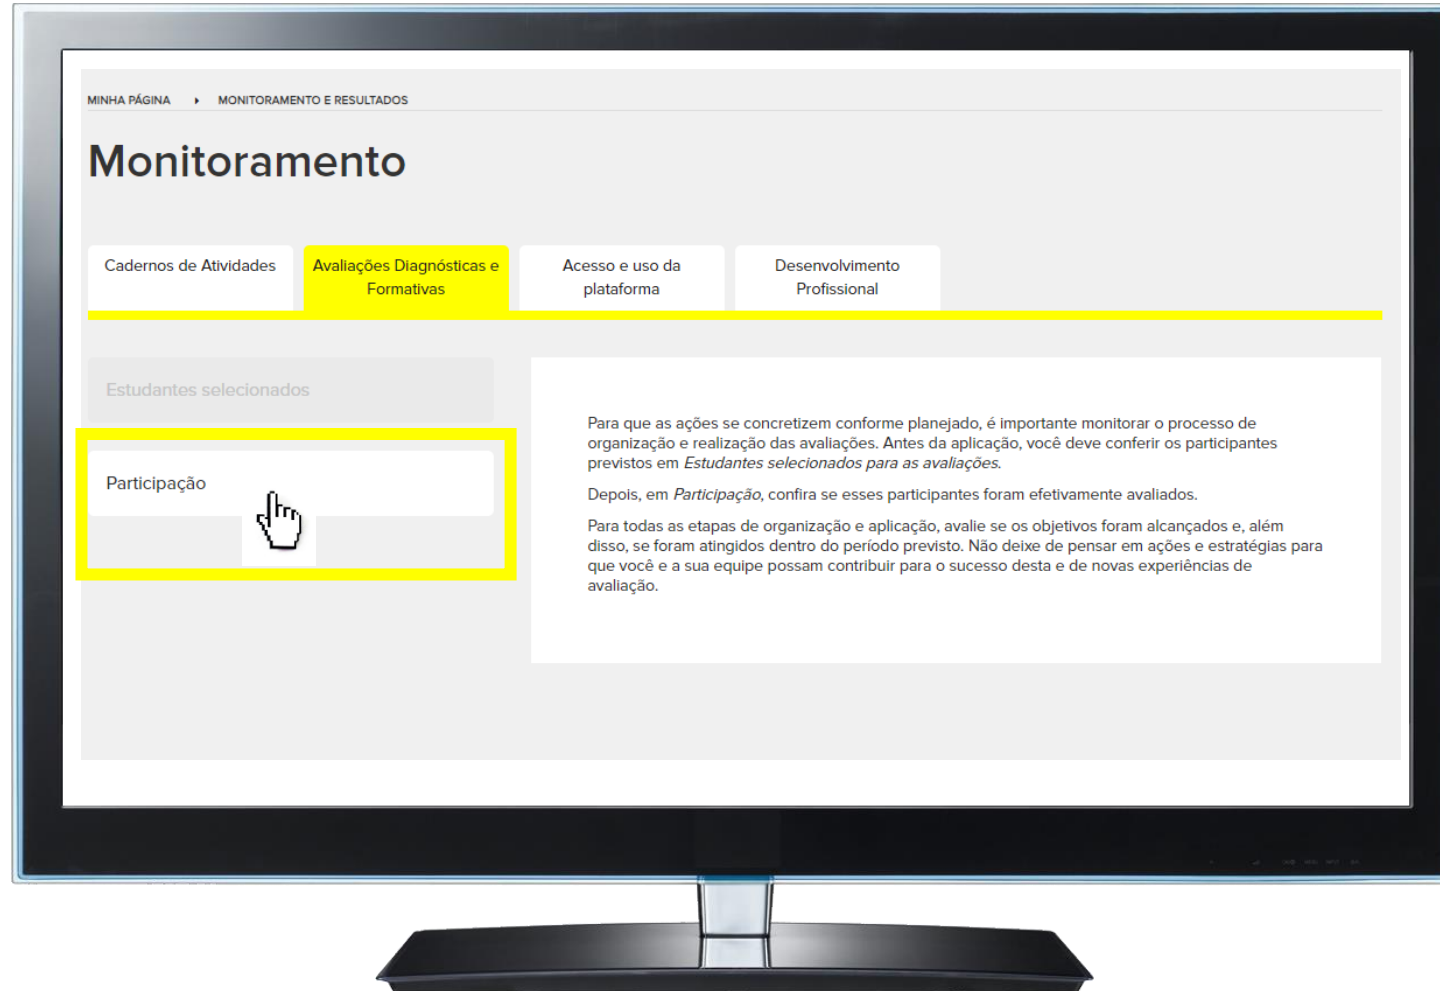 MINHA PÁGINA MONITORAMENTO E RESULTADOS
Monitoramento
Cadernos de Atividades
Avaliações Diagnósticas e
Formativas
Acesso e uso da
plataforma
Desenvolvimento
Profissional
Estudantes selecionados
Participação
Para que as ações se concretizem conforme planejado, é importante monitorar o processo de
organização e realização das avaliações. Antes da aplicação, você deve conferir os participantes
previstos em Estudantes selecionados para as avaliações.
Depois, em Participação, confira se esses participantes foram efetivamente avaliados.
Para todas as etapas de organização e aplicação, avalie se os objetivos foram alcançados e, além
disso, se foram atingidos dentro do período previsto. Não deixe de pensar em ações e estratégias para
que você e a sua equipe possam contribuir para o sucesso desta e de novas experiências de
avaliação.